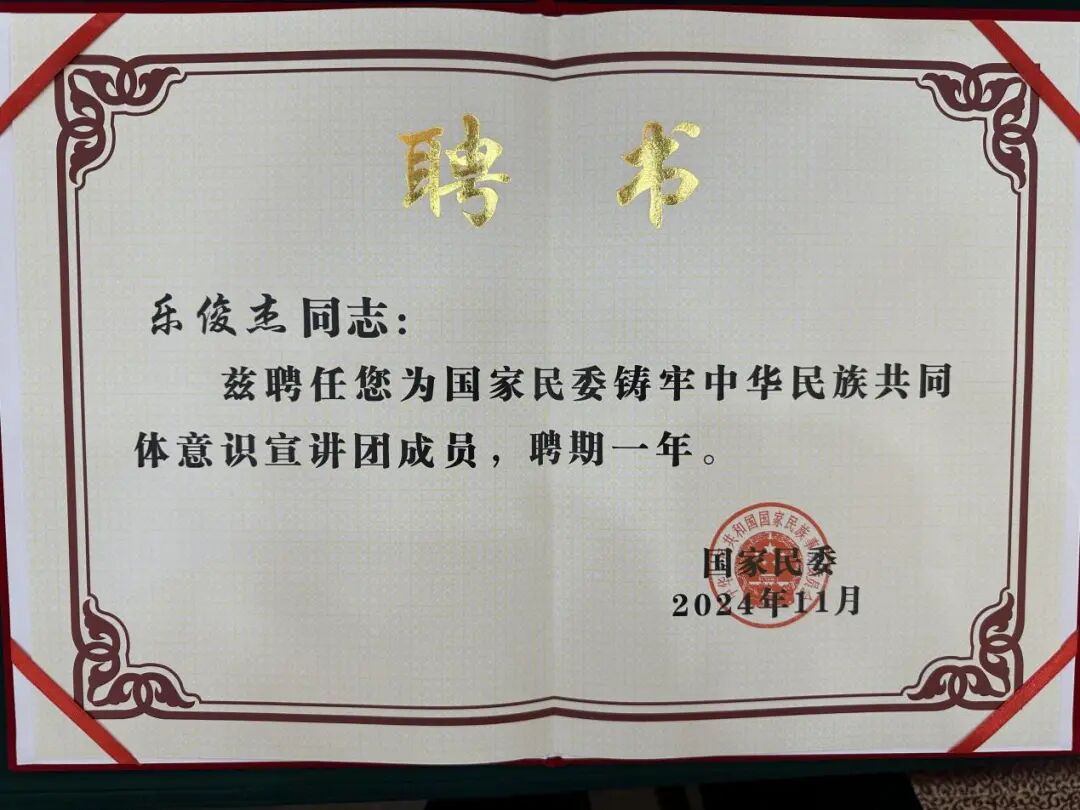 聘书
乐俊杰同志：
兹聘任您为国家民委铸牢中华民族共同
体意识宣讲团成员，聘期一年。
国家民委
2024年11月